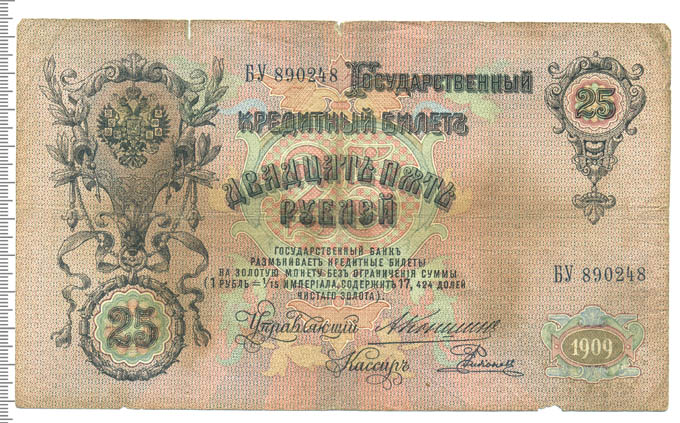 БУ 890248
Государственный
25
Кредитный Билетъ
Двадцать пять
рублей
Государственный банкъ
размѣниваетъ кредитные билеты
на золотую монету безъ ограниченія суммы
(1 рубль = 1/15 имперіала, содержитъ 17, 424 долей
чистаго золота).
БУ 890248
25
Управляющій
Кассиръ
1909